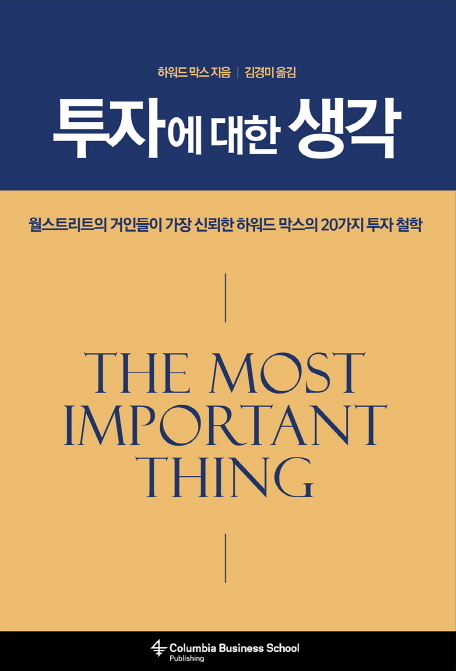 하워드 막스 지음 | 김경미 옮김
투자에 대한 생각
월스트리트의 거인들이 가장 신뢰한 하워드 막스의 20가지 투자 철학
THE MOST
IMPORTANT
THING
Columbia Business School
Publishing